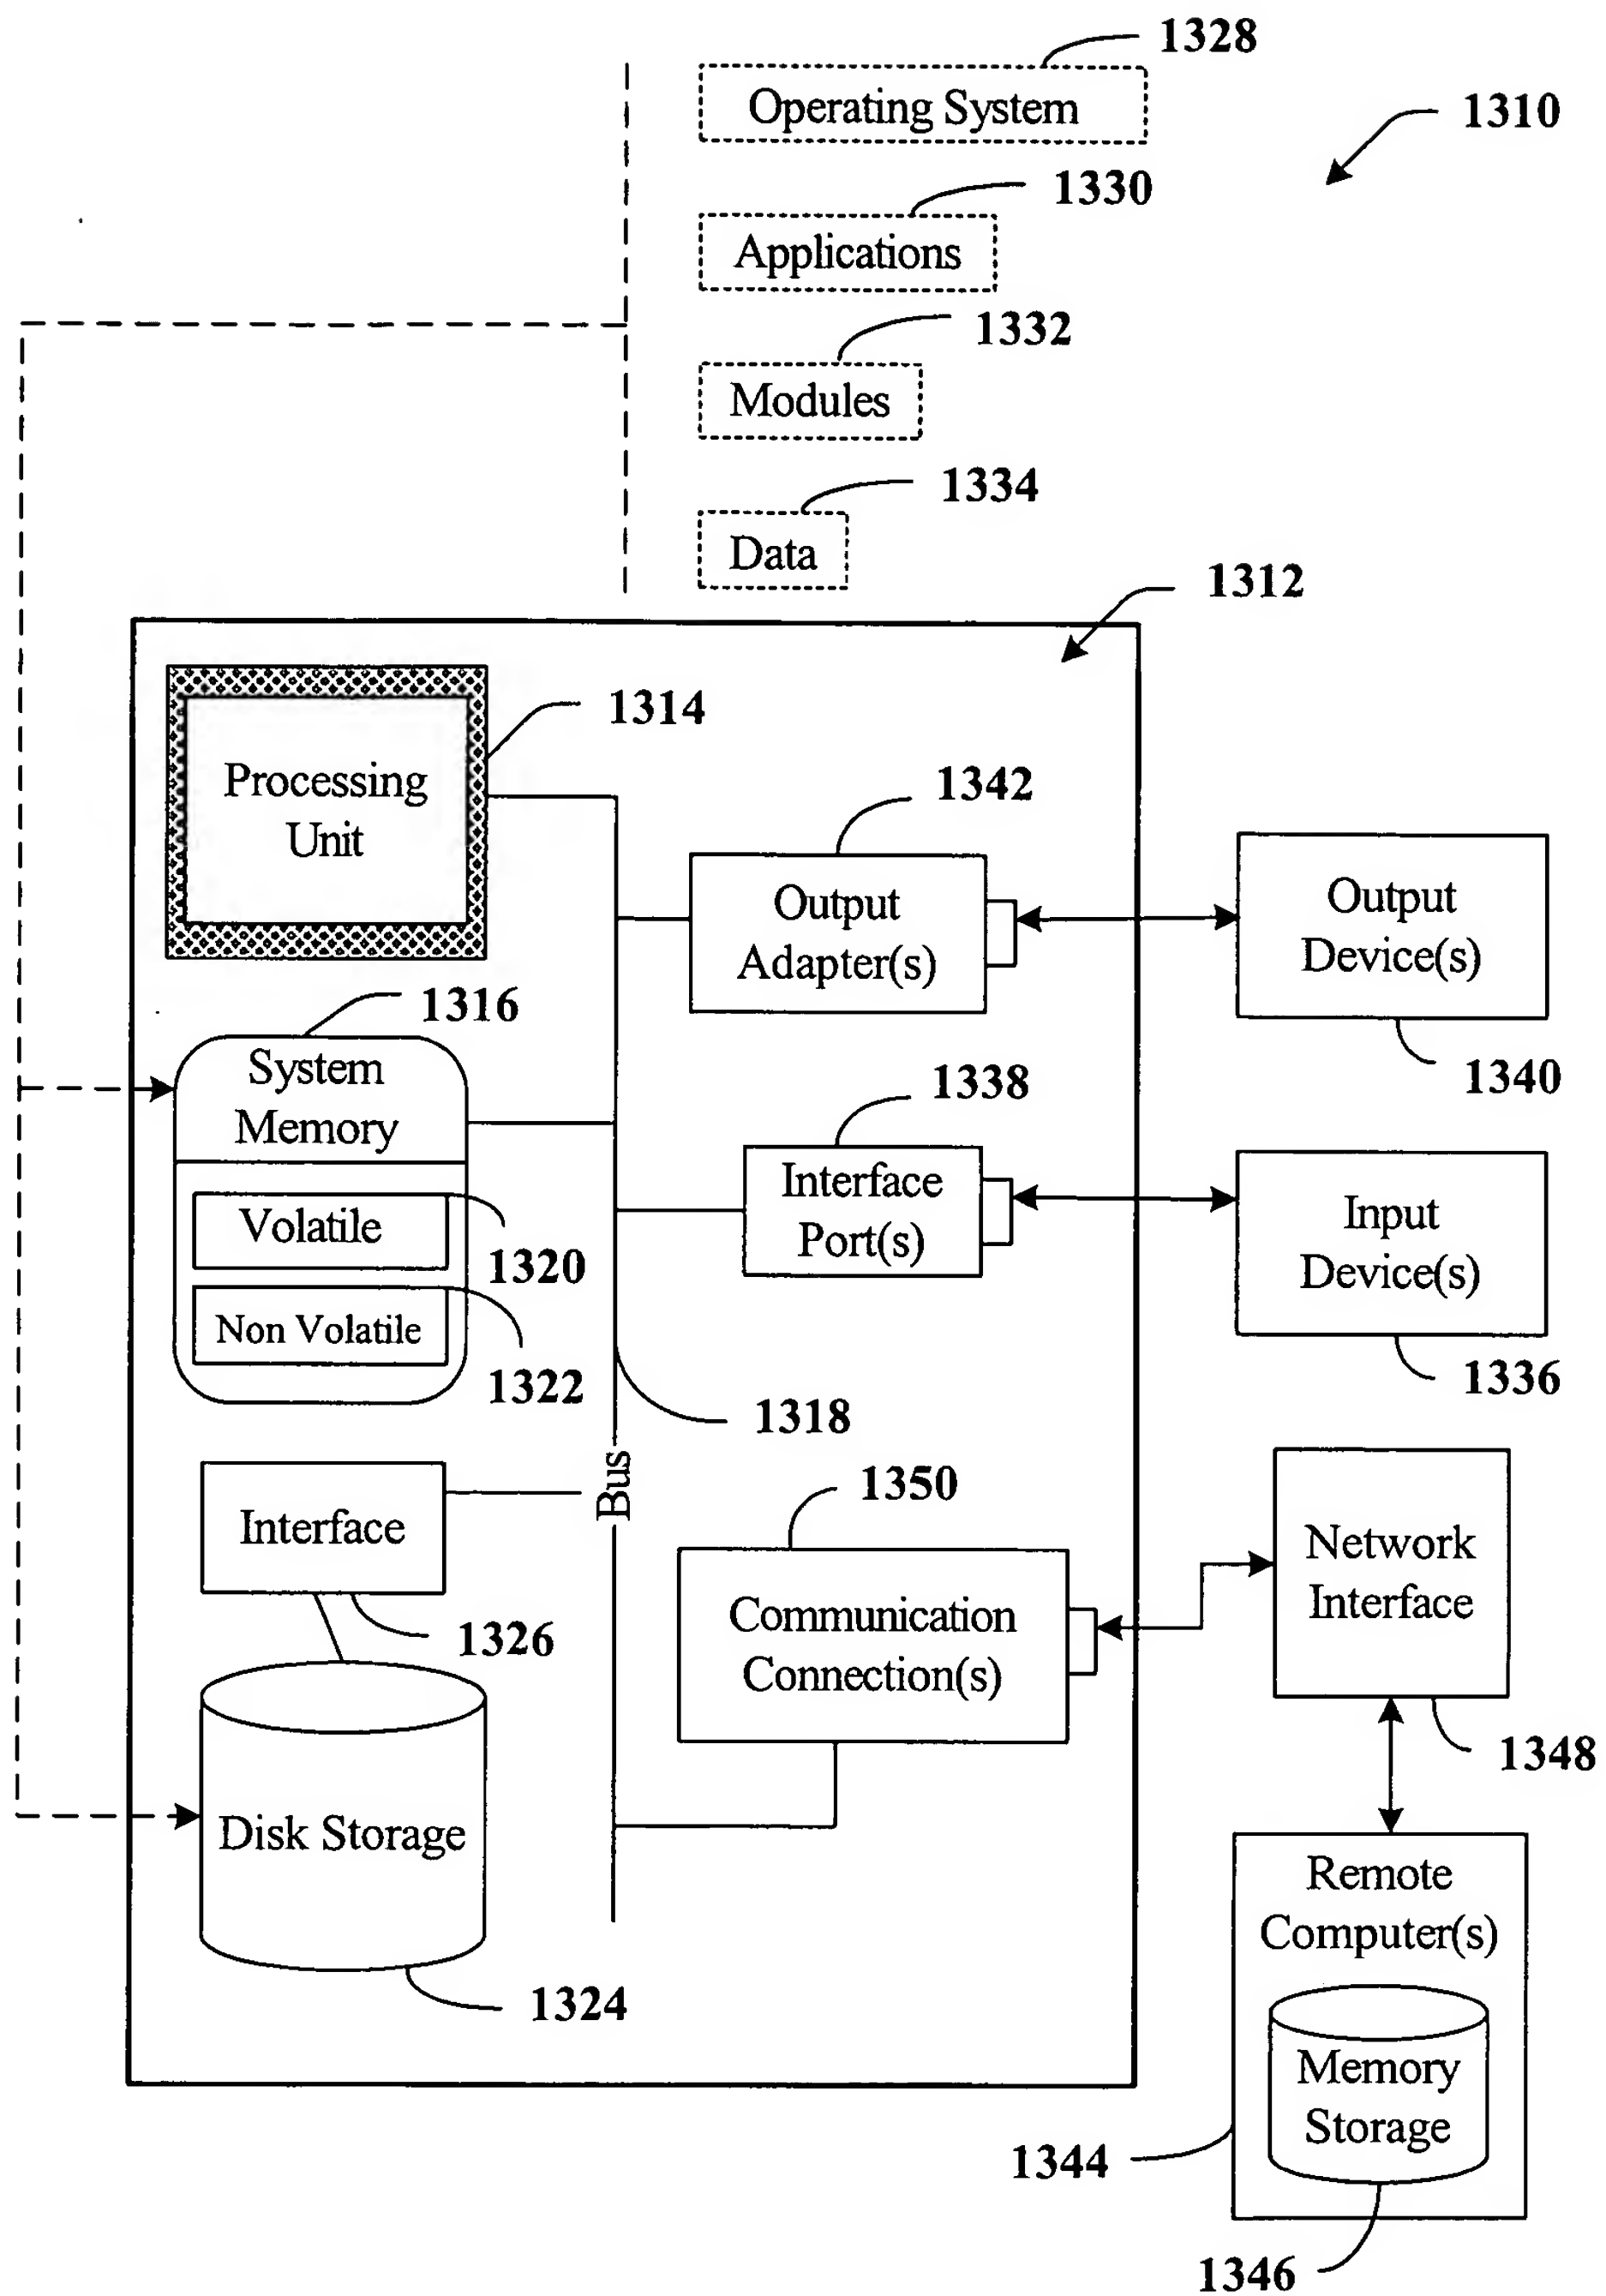 1328
Operating System
1310
1330
Applications
1332
Modules
1334
Data
1312
1314
Processing
Unit
1342
Output
Adapter(s)
Output
Device(s)
1340
1316
System
Memory
1338
Interface
Port(s)
Input
Device(s)
1336
Volatile
1320
Non Volatile
1322
1318
Bus
1350
Interface
1326
Communication
Connection(s)
Network
Interface
1348
Disk Storage
1324
Remote
Computer(s)
Memory
Storage
1344
1346